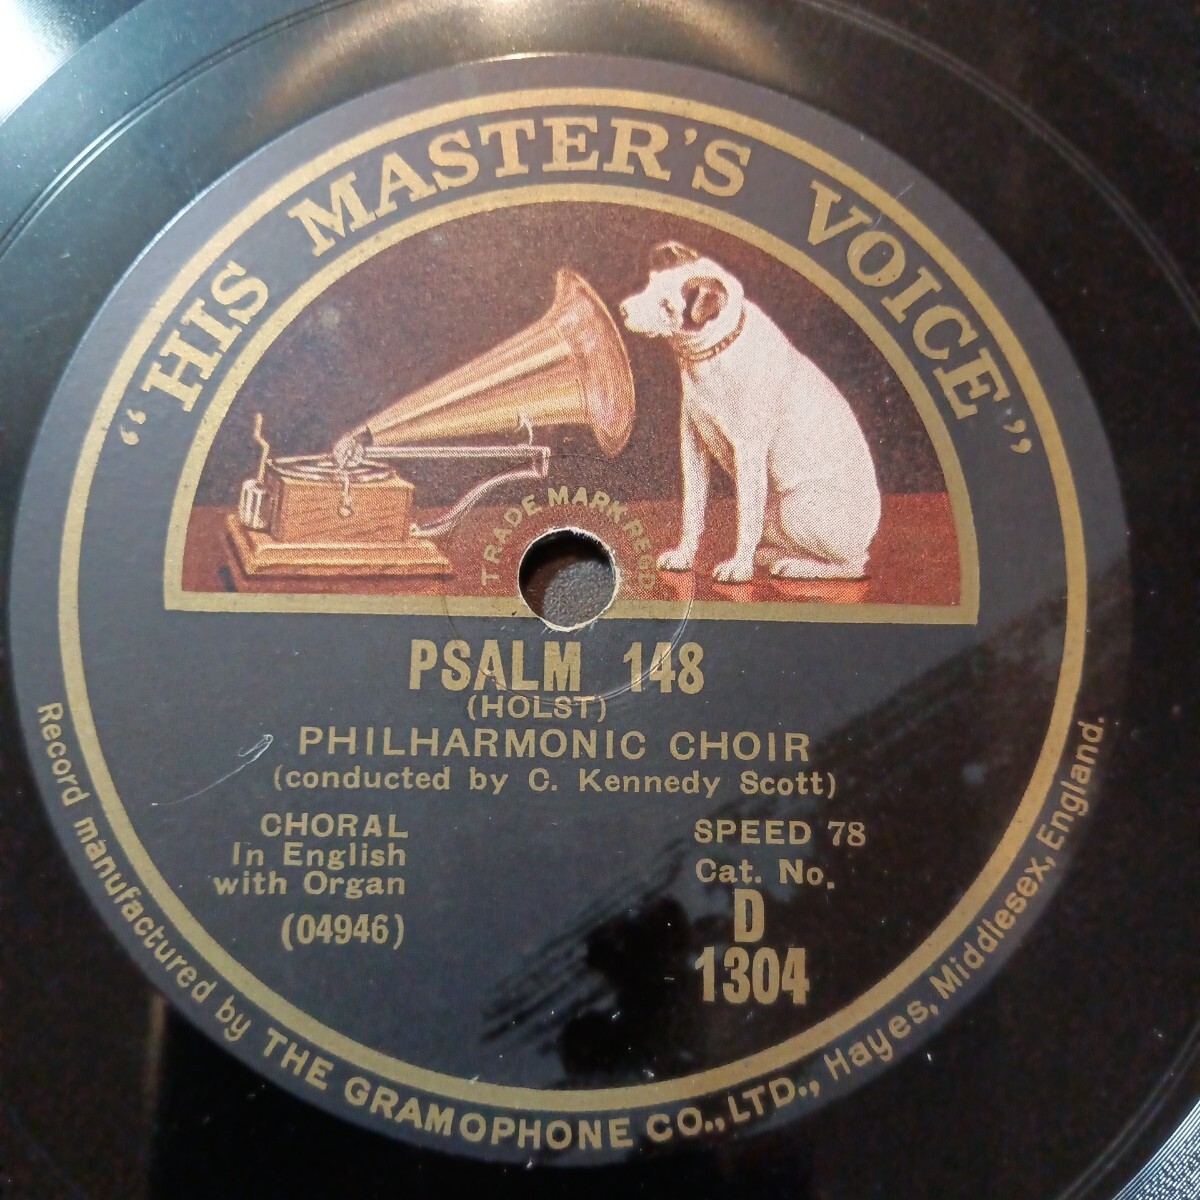 “HIS MASTER'S VOICE”
TRADE MARK REGD
PSALM 148
(HOLST)
PHILHARMONIC CHOIR
(conducted by C. Kennedy Scott)
CHORAL
In English
with Organ
(04946)
SPEED 78
Cat. No.
D
1304
Record manufactured by THE GRAMOPHONE CO., LTD., Hayes, Middlesex, England.